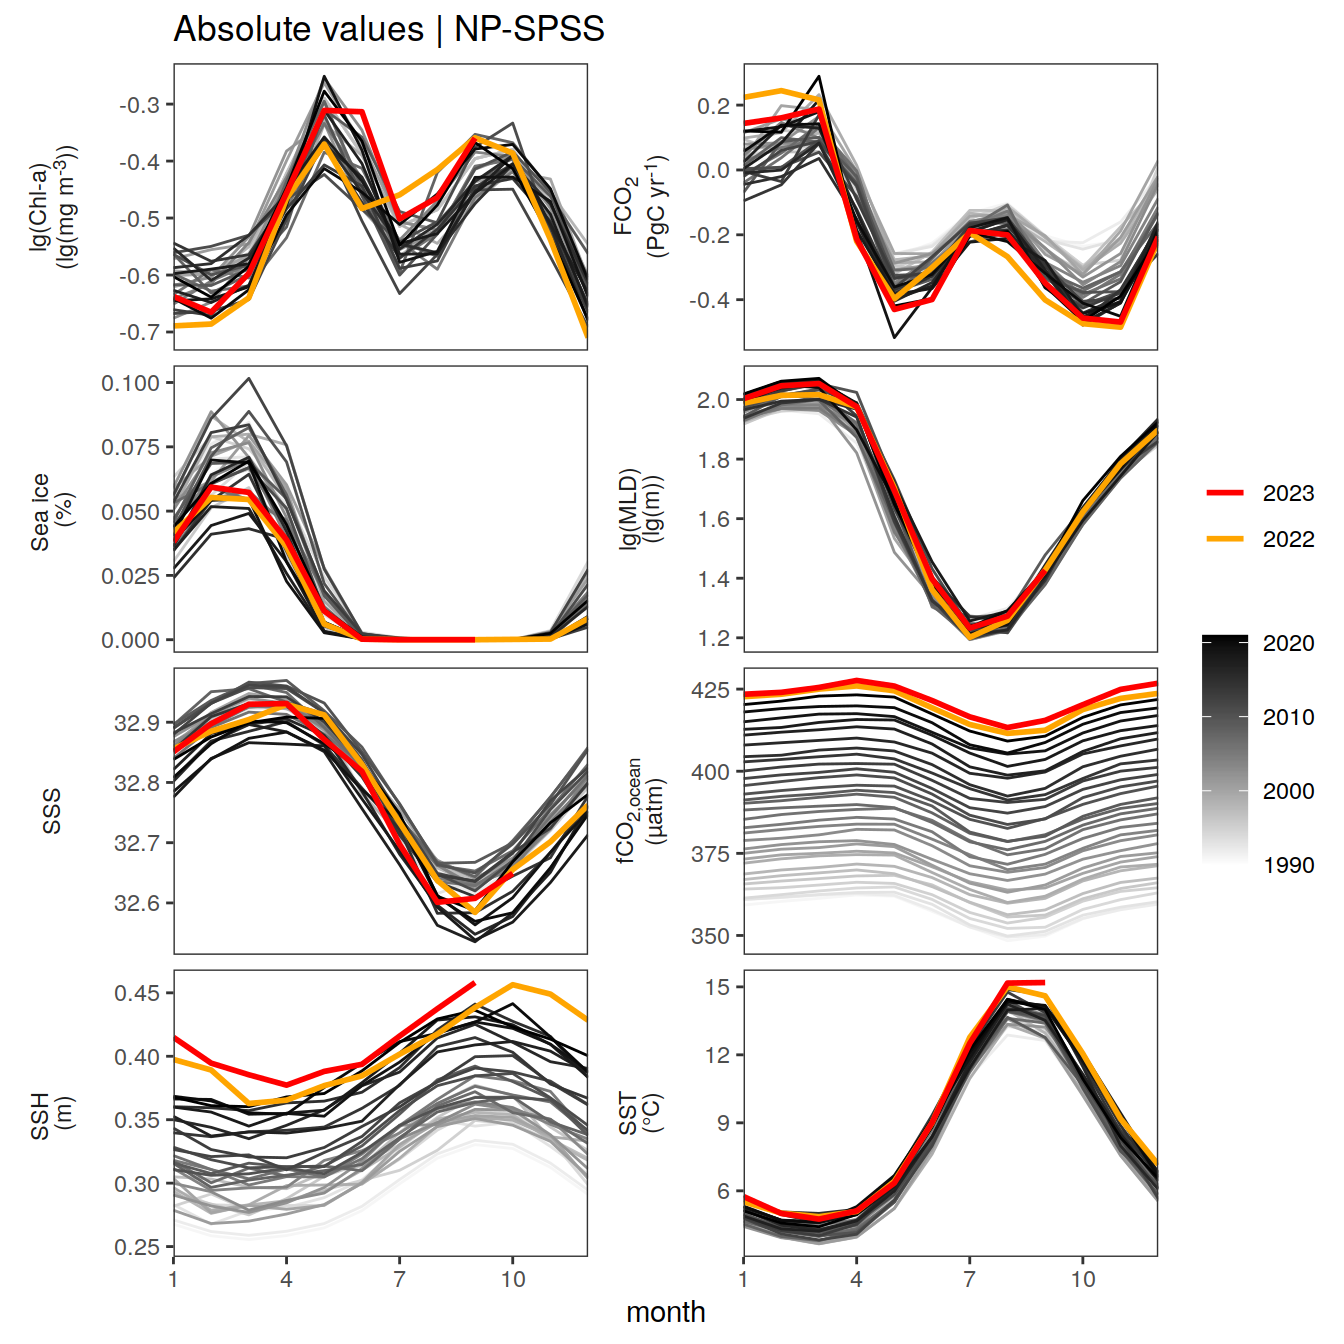 Absolute values | NP-SPSS
lg(Chl-a)
(lg(mg m⁻³))
-0.3
-0.4
-0.5
-0.6
-0.7
FCO₂
(PgC yr⁻¹)
0.2
0.0
-0.2
-0.4
Sea ice
(%)
0.100
0.075
0.050
0.025
0.000
lg(MLD)
(lg(m))
2.0
1.8
1.6
1.4
1.2
SSS
32.9
32.8
32.7
32.6
fCO₂,ocean
(µatm)
425
400
375
350
SSH
(m)
0.45
0.40
0.35
0.30
0.25
1 4 7 10
SST
(°C)
15
12
9
6
1 4 7 10
month
2023
2022
2020
2010
2000
1990